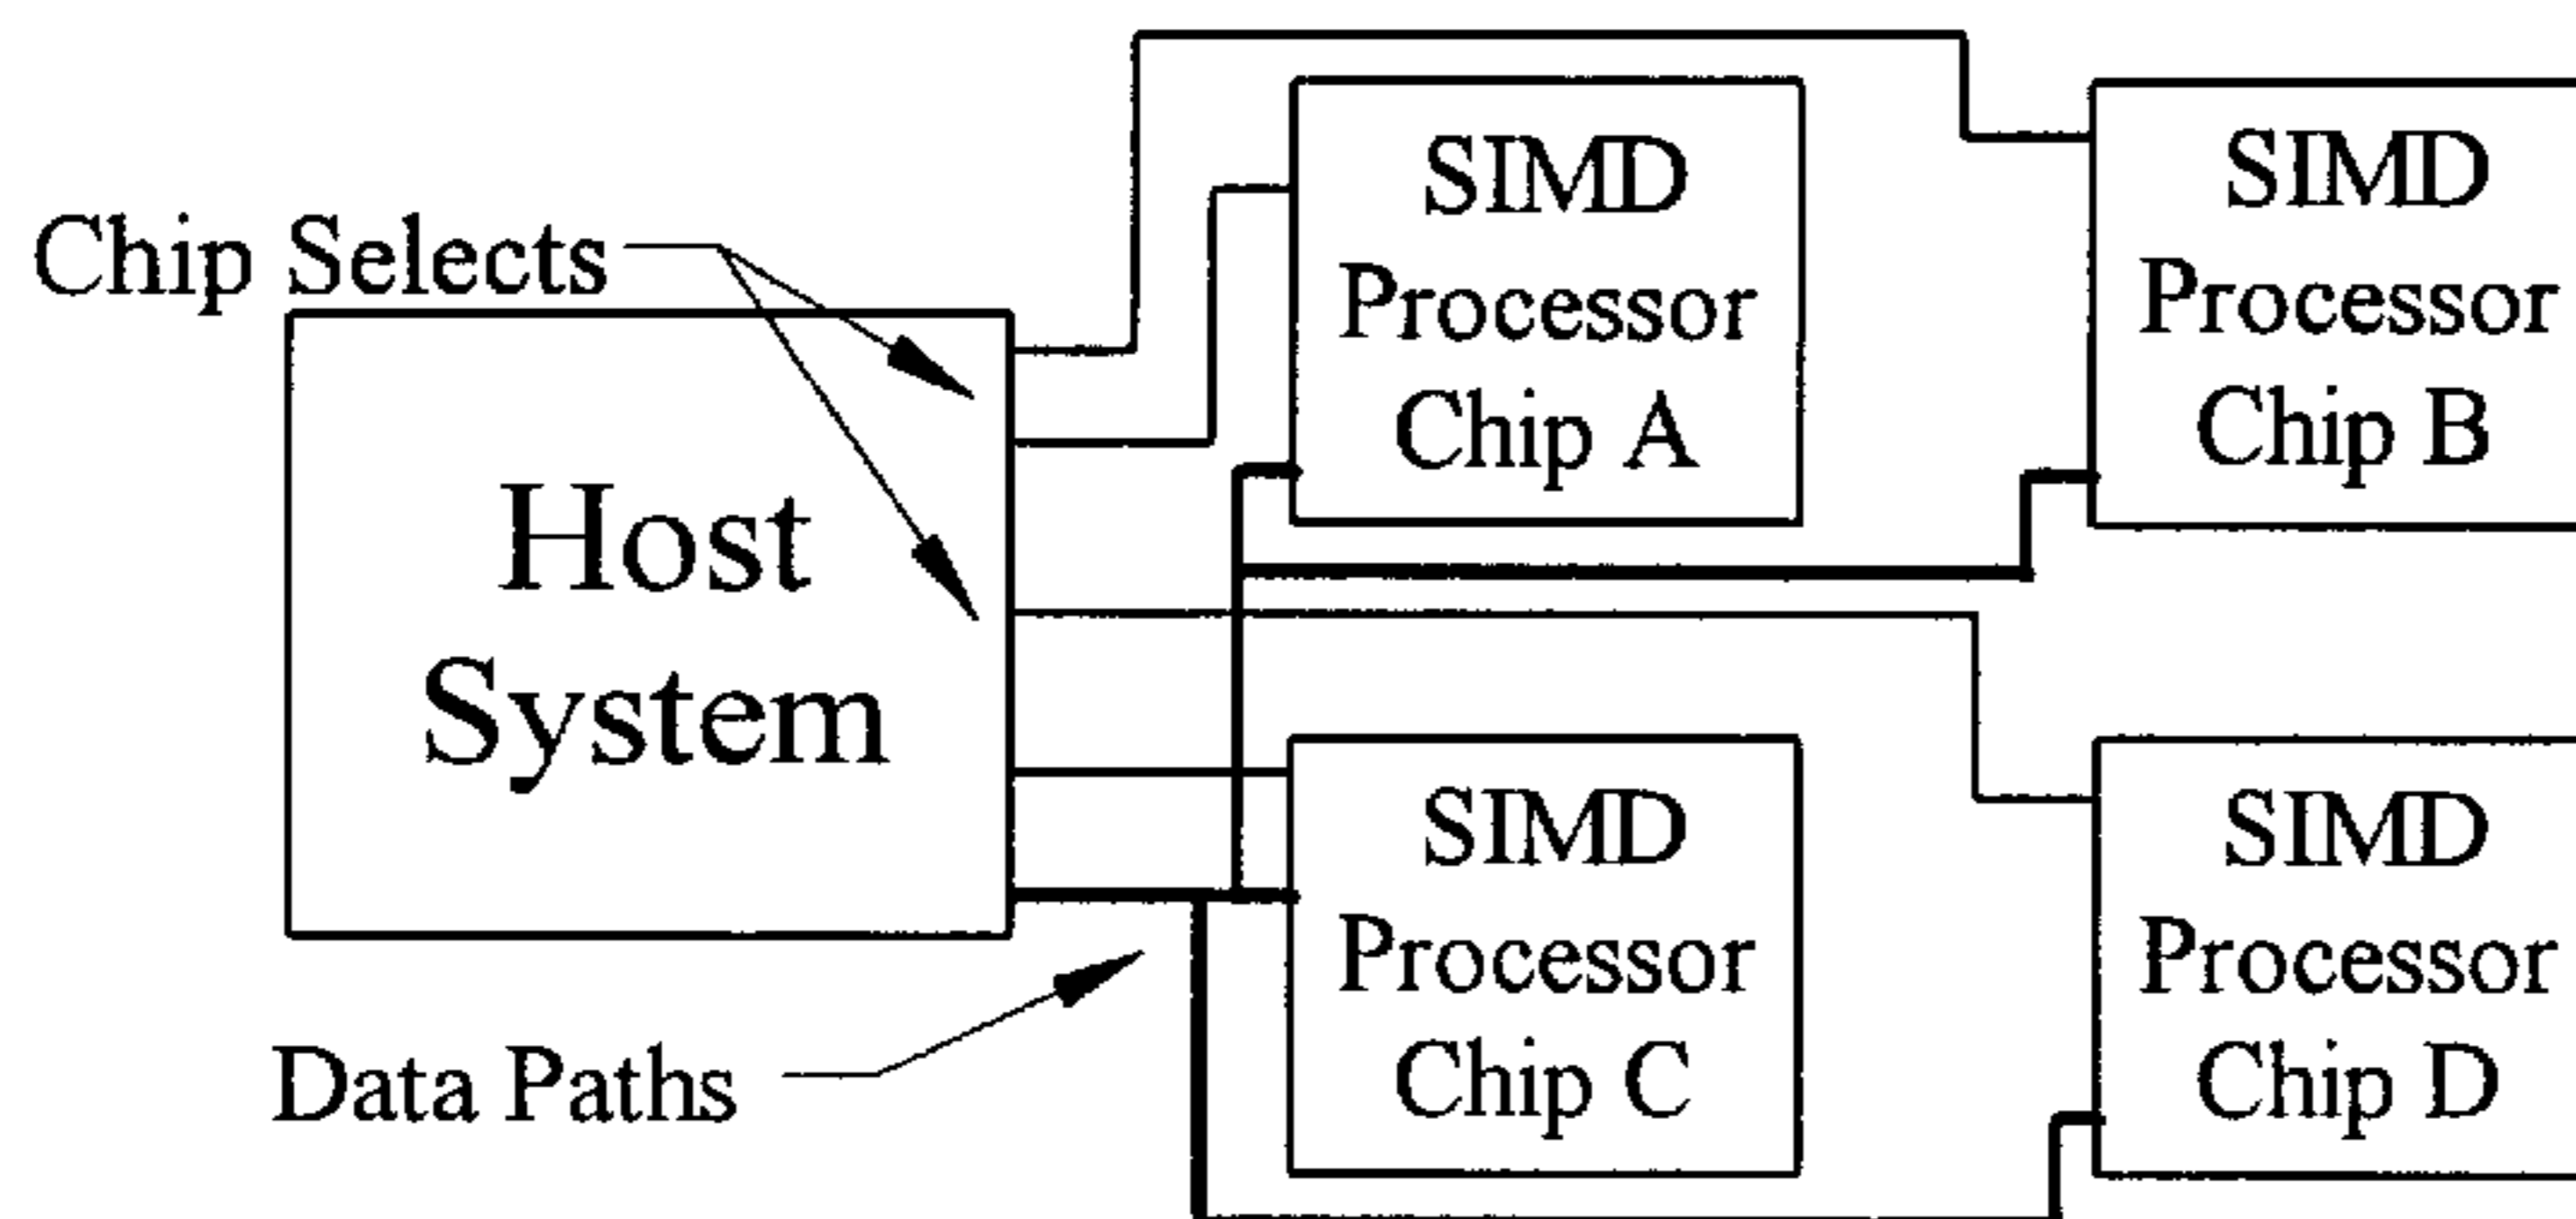 Chip Selects
Host
System
Data Paths
SIMD
Processor
Chip A
SIMD
Processor
Chip B
SIMD
Processor
Chip C
SIMD
Processor
Chip D